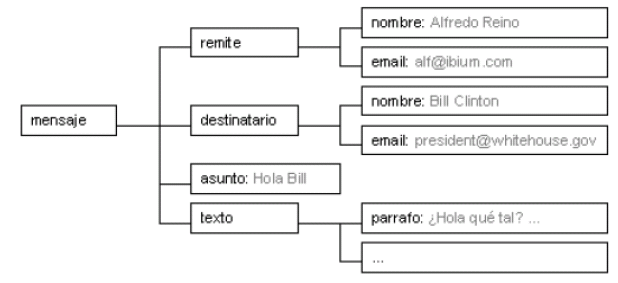 nombre: Alfredo Reino
remite
email: alf@ibium.com
nombre: Bill Clinton
mensaje
destinatario
email: president@whitehouse.gov
asunto: Hola Bill
texto
parrafo: ¿Hola qué tal? ...
...